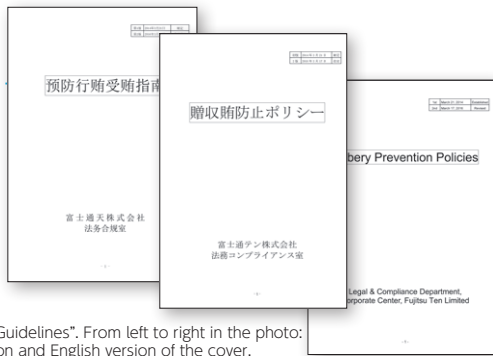 预防行贿受贿指南
富士通天株式会社
法务合规室
贈収賄防止ポリシー
富士通テン株式会社
法務コンプライアンス室
bery Prevention Policies
Legal & Compliance Department,
orporate Center, Fujitsu Ten Limited
Guidelines". From left to right in the photo:
on and English version of the cover.